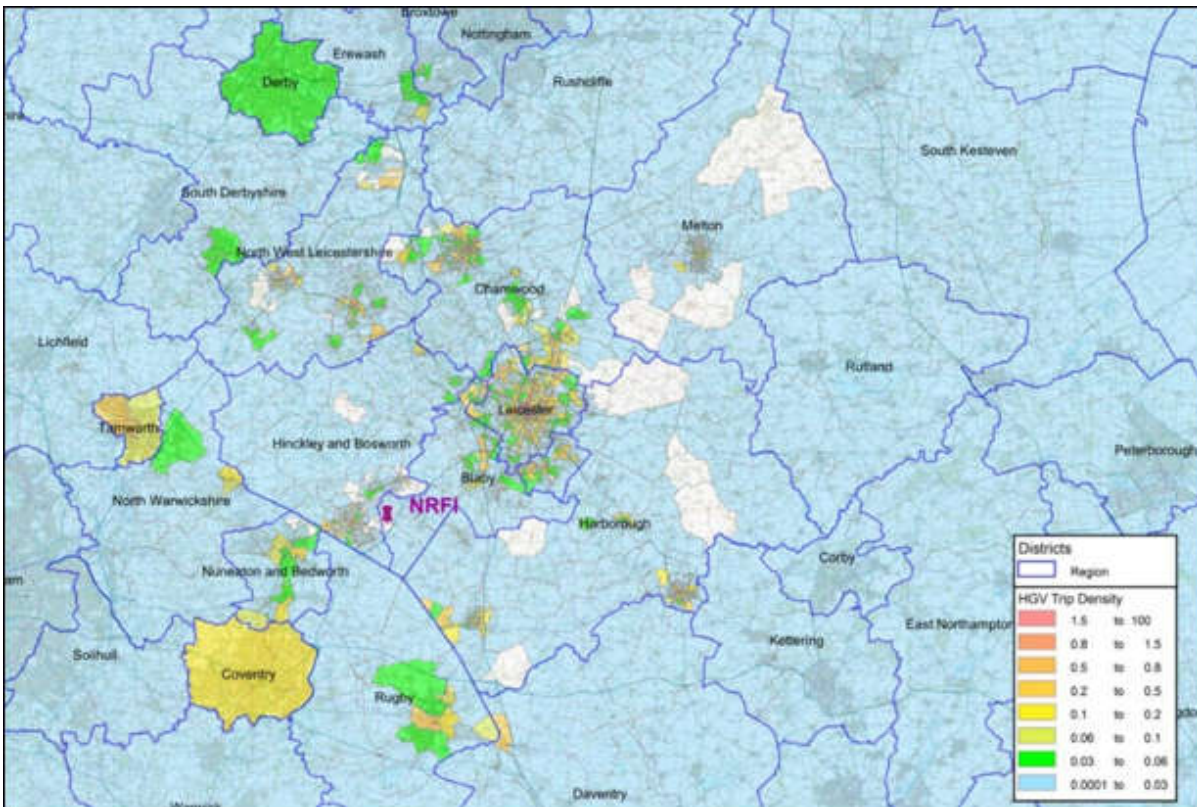 Broxtowe
Nottingham
Erewash
Derby
Rushcliffe
South Kesteven
South Derbyshire
Melton
North West Leicestershire
Charnwood
Lichfield
Rutland
Leicester
Tamworth
Hinckley and Bosworth
Peterborough
Blaby
North Warwickshire
NRFI
Harborough
Corby
Nuneaton and Bedworth
Kettering
East Northampton
Solihull
Coventry
Rugby
Daventry
Districts
Region
HGV Trip Density
1.5 to 100
0.8 to 1.5
0.5 to 0.8
0.2 to 0.5
0.1 to 0.2
0.06 to 0.1
0.03 to 0.06
0.0001 to 0.03